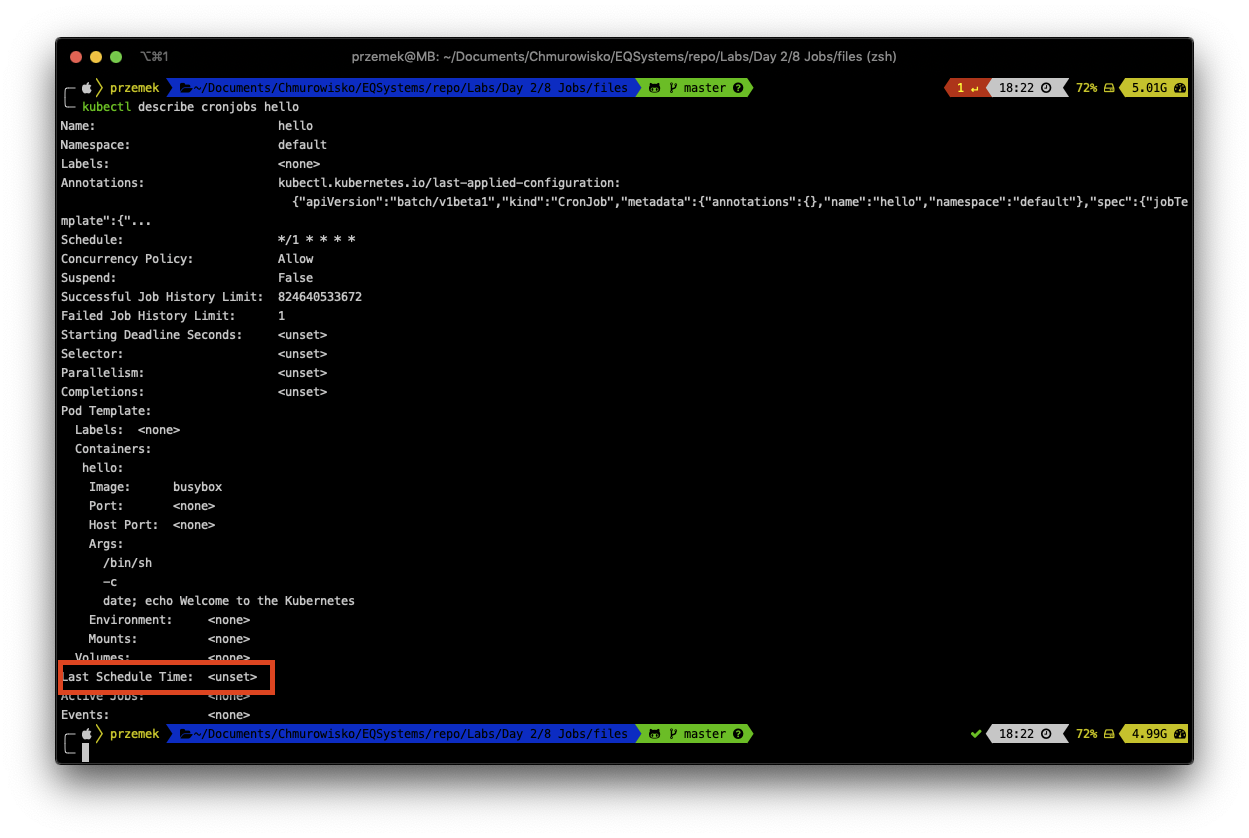 ⌥⌘1 przemek@MB: ~/Documents/Chmurowisko/EQSystems/repo/Labs/Day 2/8 Jobs/files (zsh)
przemek ~/Documents/Chmurowisko/EQSystems/repo/Labs/Day 2/8 Jobs/files master 1 ↵ 18:22 72% 5.01G
kubectl describe cronjobs hello
Name: hello
Namespace: default
Labels: <none>
Annotations: kubectl.kubernetes.io/last-applied-configuration:
{"apiVersion":"batch/v1beta1","kind":"CronJob","metadata":{"annotations":{},"name":"hello","namespace":"default"},"spec":{"jobTe
mplate":{"...
Schedule: */1 * * * *
Concurrency Policy: Allow
Suspend: False
Successful Job History Limit: 824640533672
Failed Job History Limit: 1
Starting Deadline Seconds: <unset>
Selector: <unset>
Parallelism: <unset>
Completions: <unset>
Pod Template:
Labels: <none>
Containers:
hello:
Image: busybox
Port: <none>
Host Port: <none>
Args:
/bin/sh
-c
date; echo Welcome to the Kubernetes
Environment: <none>
Mounts: <none>
Volumes: <none>
Last Schedule Time: <unset>
Active Jobs: <none>
Events: <none>
przemek ~/Documents/Chmurowisko/EQSystems/repo/Labs/Day 2/8 Jobs/files master ✔ 18:22 72% 4.99G